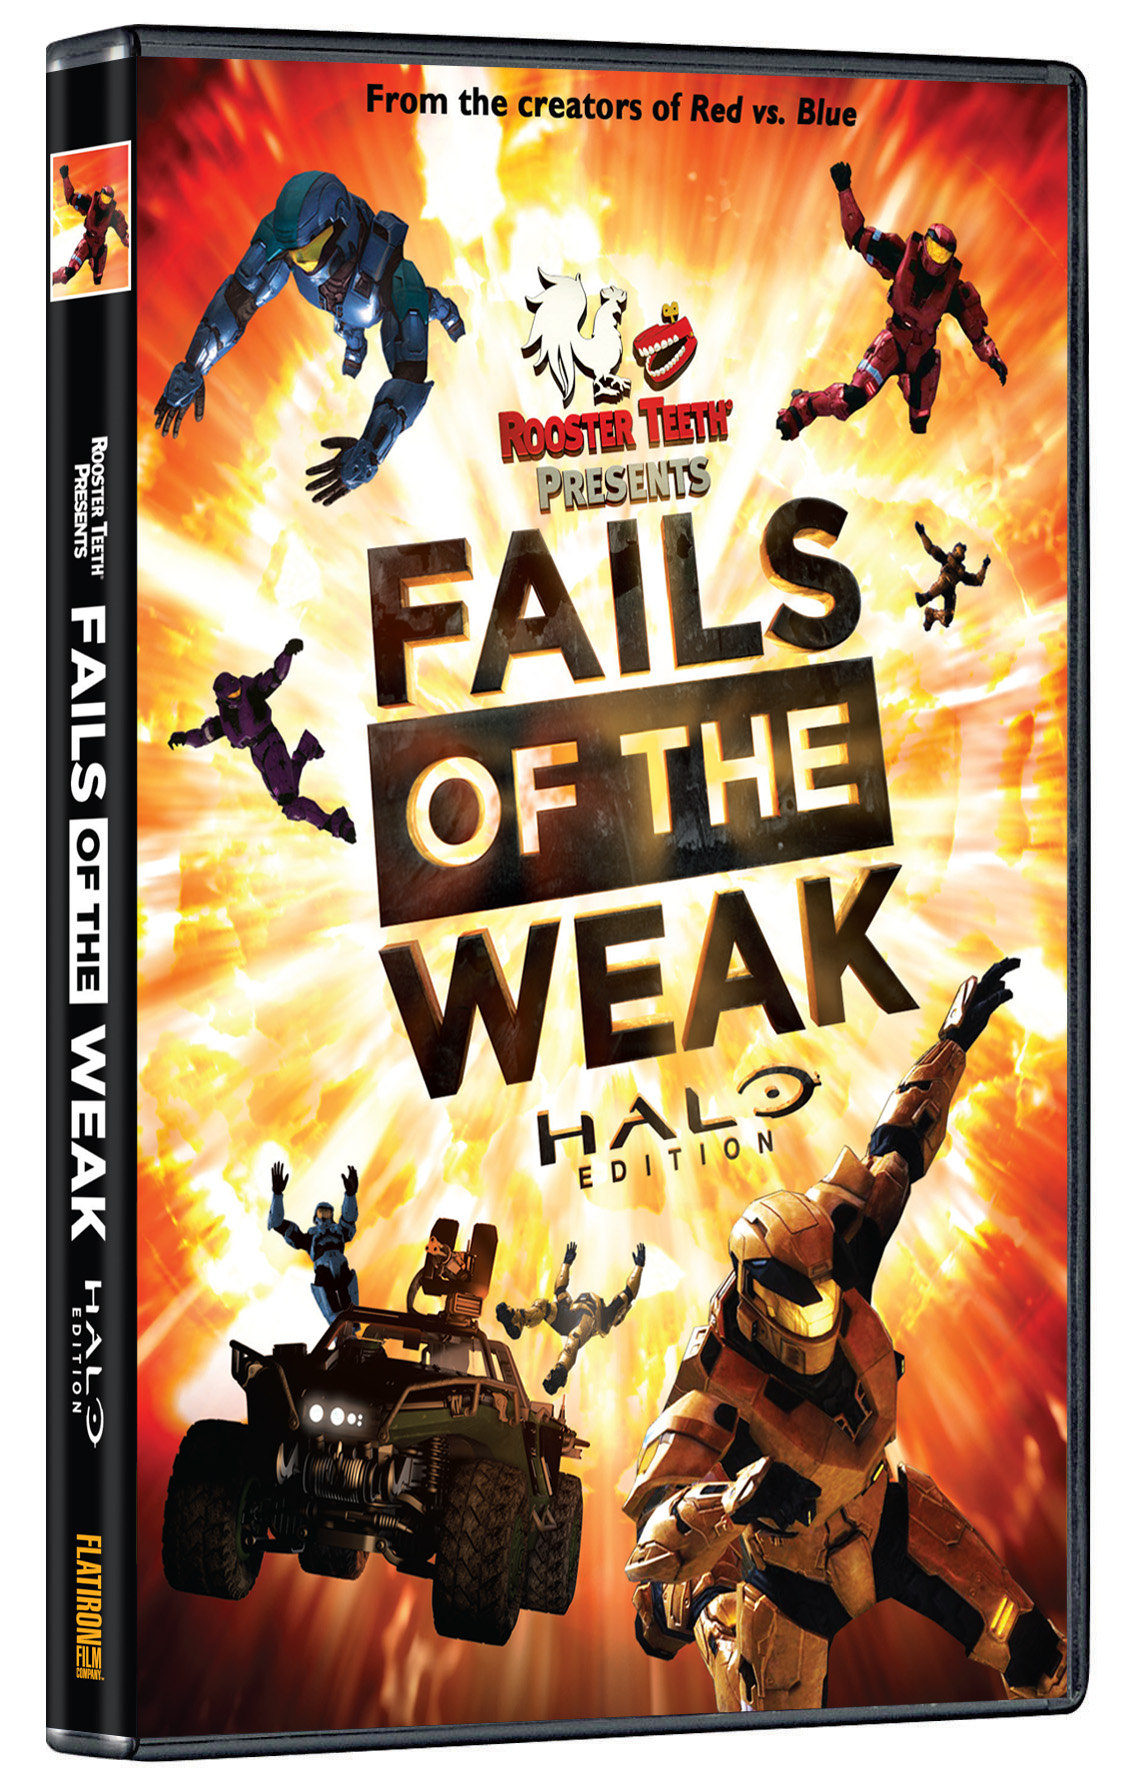 From the creators of Red vs. Blue
ROOSTER TEETH®
PRESENTS
FAILS
OF THE
WEAK
HALO
EDITION
ROOSTER TEETH®
PRESENTS
FAILS OF THE WEAK
HALO
EDITION
FLATIRON
FILM
COMPANY™